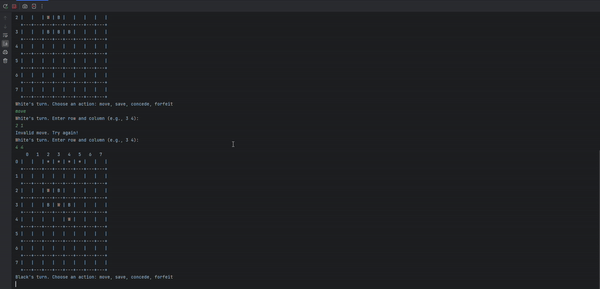 2 |   |   | W | B |   |   |   |   |
+---+---+---+---+---+---+---+---+
3 |   |   | B | B | B |   |   |   |
+---+---+---+---+---+---+---+---+
4 |   |   |   |   |   |   |   |   |
+---+---+---+---+---+---+---+---+
5 |   |   |   |   |   |   |   |   |
+---+---+---+---+---+---+---+---+
6 |   |   |   |   |   |   |   |   |
+---+---+---+---+---+---+---+---+
7 |   |   |   |   |   |   |   |   |
+---+---+---+---+---+---+---+---+
White's turn. Choose an action: move, save, concede, forfeit
move
White's turn. Enter row and column (e.g., 3 4):
2 1
Invalid move. Try again!
White's turn. Enter row and column (e.g., 3 4):
4 4
0   1   2   3   4   5   6   7
0 |   |   | * | * | * | * |   |   |
+---+---+---+---+---+---+---+---+
1 |   |   |   |   |   |   |   |   |
+---+---+---+---+---+---+---+---+
2 |   |   | W | B |   |   |   |   |
+---+---+---+---+---+---+---+---+
3 |   |   | B | W | B |   |   |   |
+---+---+---+---+---+---+---+---+
4 |   |   |   |   | W |   |   |   |
+---+---+---+---+---+---+---+---+
5 |   |   |   |   |   |   |   |   |
+---+---+---+---+---+---+---+---+
6 |   |   |   |   |   |   |   |   |
+---+---+---+---+---+---+---+---+
7 |   |   |   |   |   |   |   |   |
+---+---+---+---+---+---+---+---+
Black's turn. Choose an action: move, save, concede, forfeit